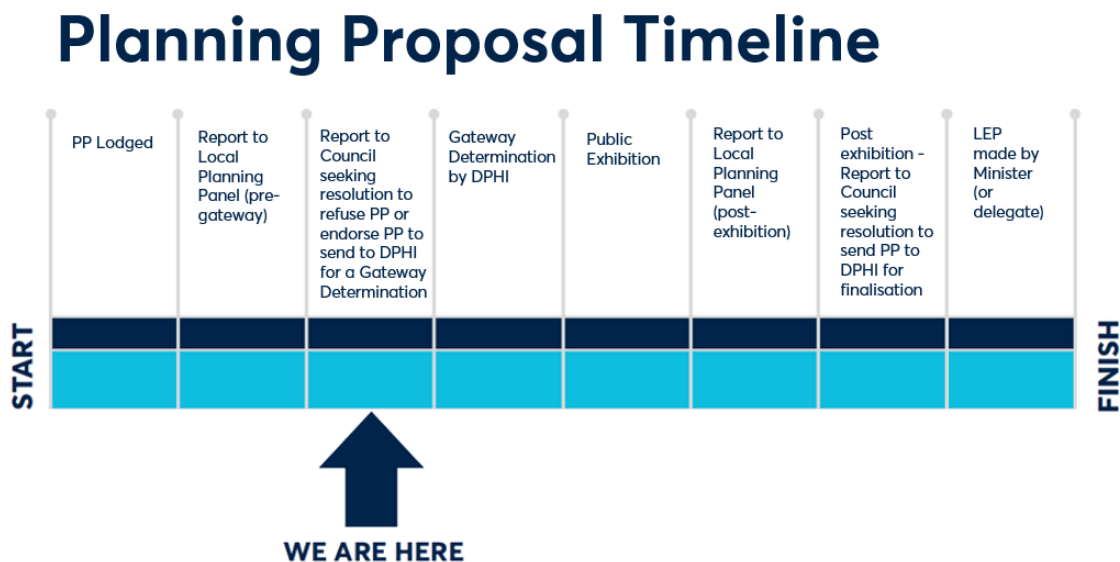 Planning Proposal Timeline
PP Lodged
Report to
Local
Planning
Panel (pre-
gateway)
Report to
Council
seeking
resolution to
refuse PP or
endorse PP to
send to DPHI
for a Gateway
Determination
Gateway
Determination
by DPHI
Public
Exhibition
Report to
Local
Planning
Panel
(post-
exhibition)
Post
exhibition -
Report to
Council
seeking
resolution to
send PP to
DPHI for
finalisation
LEP
made by
Minister
(or
delegate)
START
FINISH
WE ARE HERE